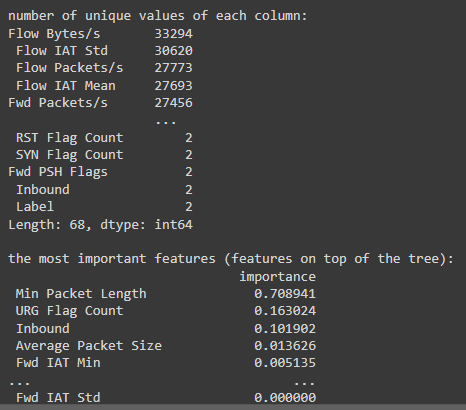 number of unique values of each column:
Flow Bytes/s 33294
Flow IAT Std 30620
Flow Packets/s 27773
Flow IAT Mean 27693
Fwd Packets/s 27456
...
RST Flag Count 2
SYN Flag Count 2
Fwd PSH Flags 2
Inbound 2
Label 2
Length: 68, dtype: int64
the most important features (features on top of the tree):
importance
Min Packet Length 0.708941
URG Flag Count 0.163024
Inbound 0.101902
Average Packet Size 0.013626
Fwd IAT Min 0.005135
... ...
Fwd IAT Std 0.000000